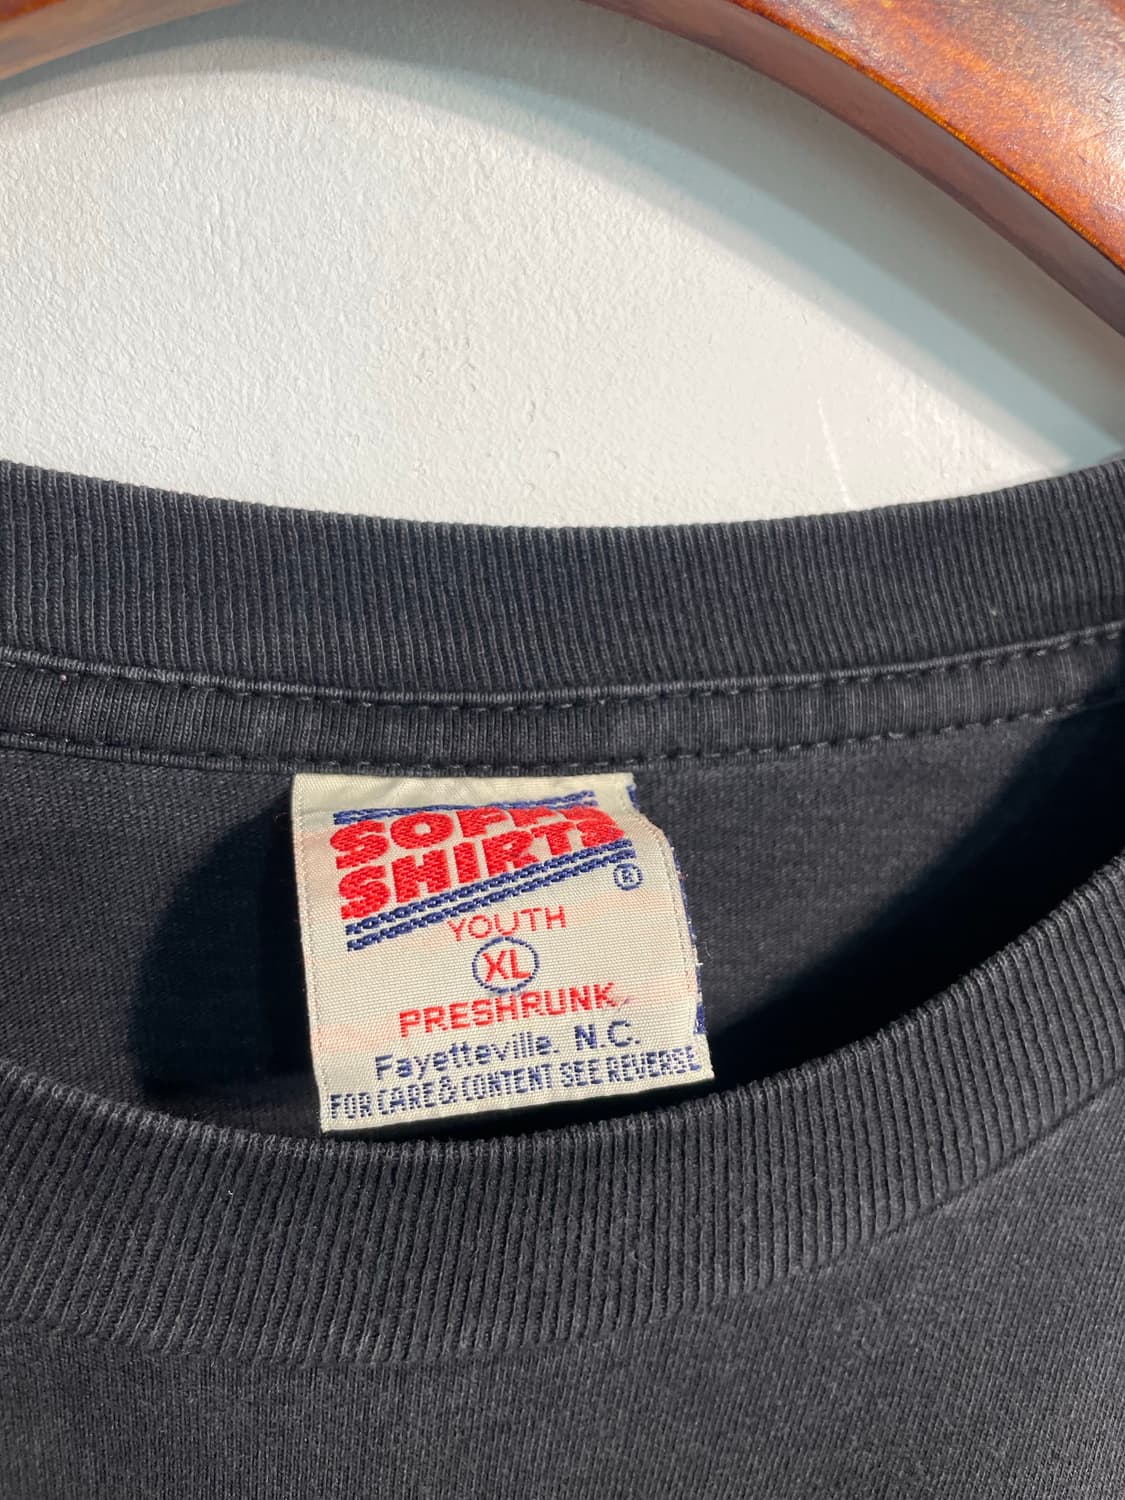 SOFFE
SHIRTS
®
YOUTH
XL
PRESHRUNK
Fayetteville, N.C.
FOR CARE & CONTENT SEE REVERSE